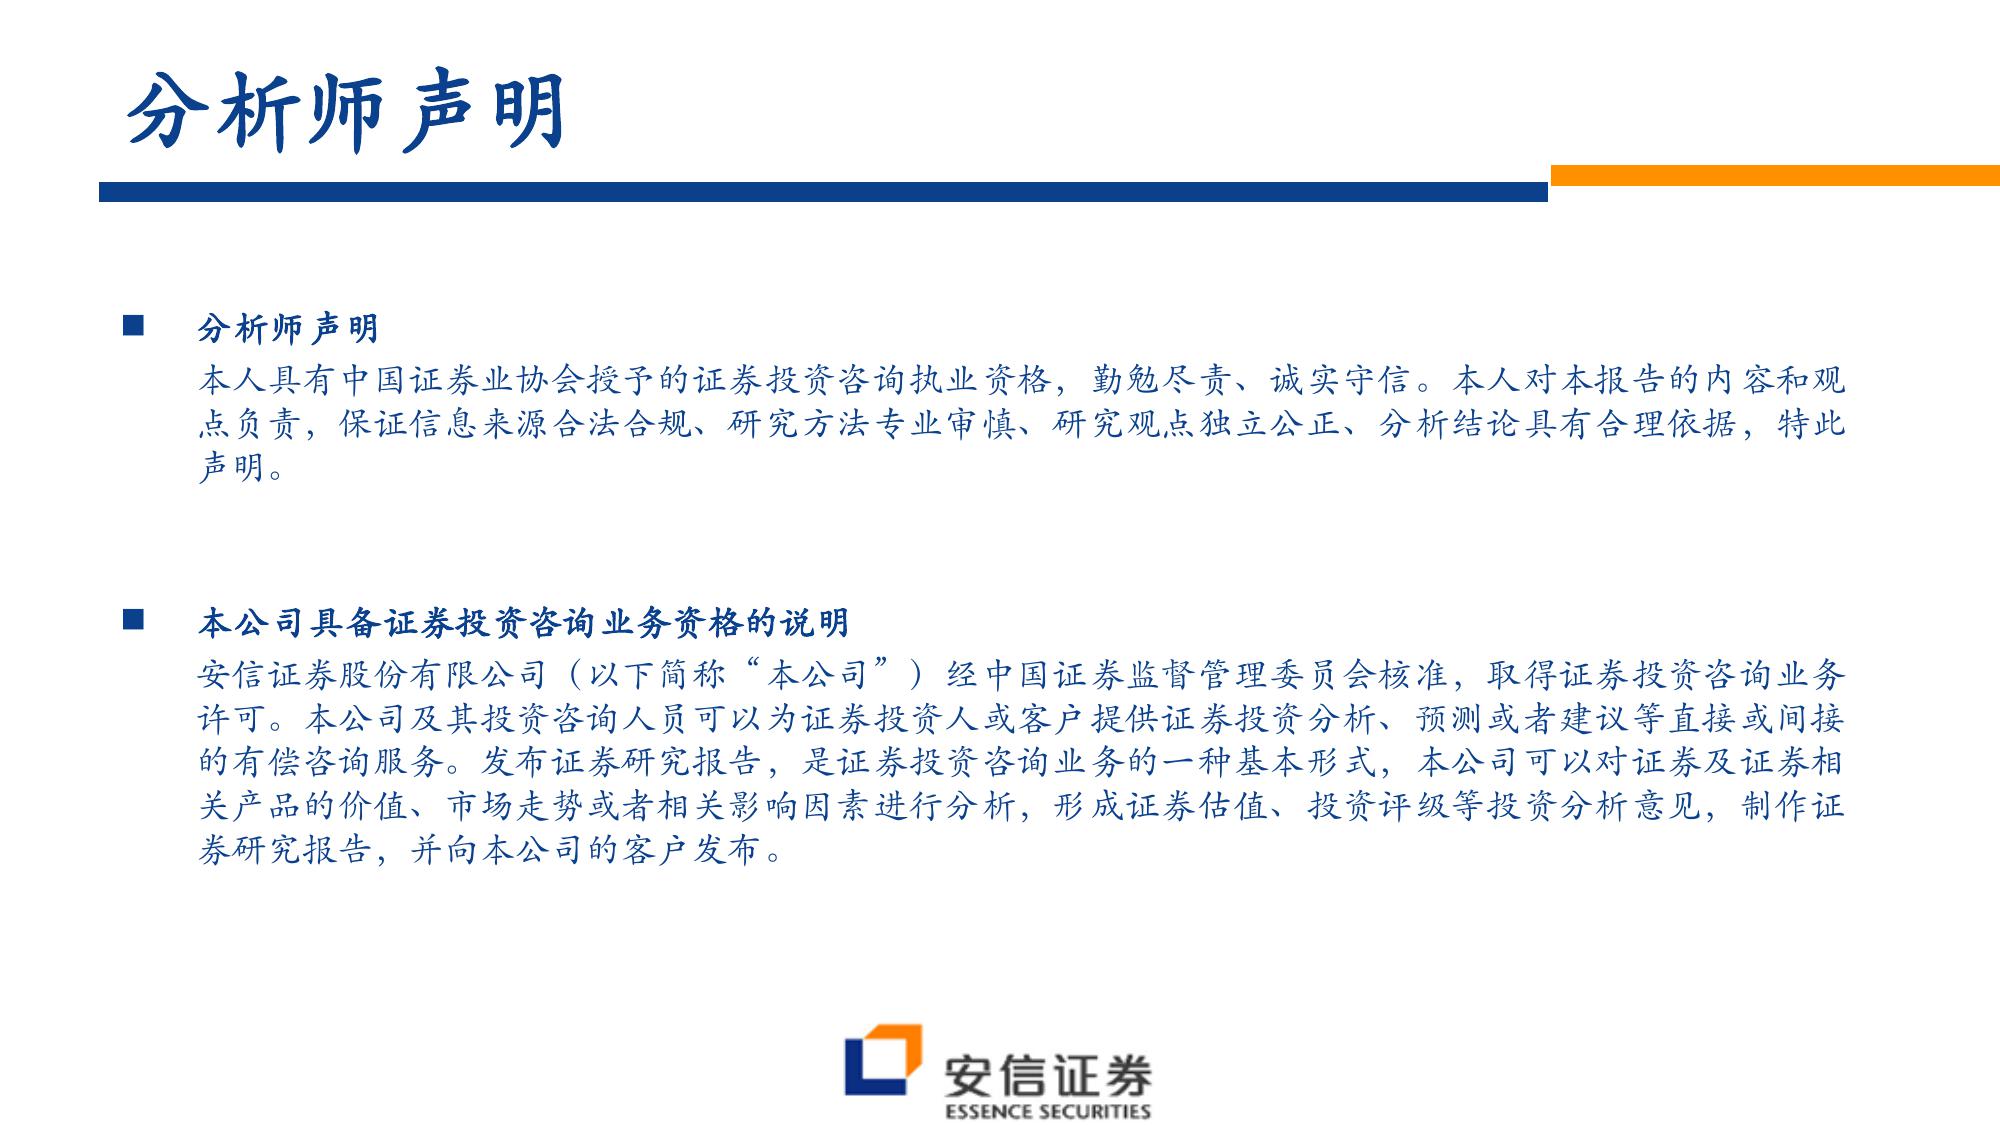 分析师声明
分析师声明
本人具有中国证券业协会授予的证券投资咨询执业资格，勤勉尽责、诚实守信。本人对本报告的内容和观
点负责，保证信息来源合法合规、研究方法专业审慎、研究观点独立公正、分析结论具有合理依据，特此
声明。
本公司具备证券投资咨询业务资格的说明
安信证券股份有限公司（以下简称“本公司”）经中国证券监督管理委员会核准，取得证券投资咨询业务
许可。本公司及其投资咨询人员可以为证券投资人或客户提供证券投资分析、预测或者建议等直接或间接
的有偿咨询服务。发布证券研究报告，是证券投资咨询业务的一种基本形式，本公司可以对证券及证券相
关产品的价值、市场走势或者相关影响因素进行分析，形成证券估值、投资评级等投资分析意见，制作证
券研究报告，并向本公司的客户发布。
安信证券
ESSENCE SECURITIES